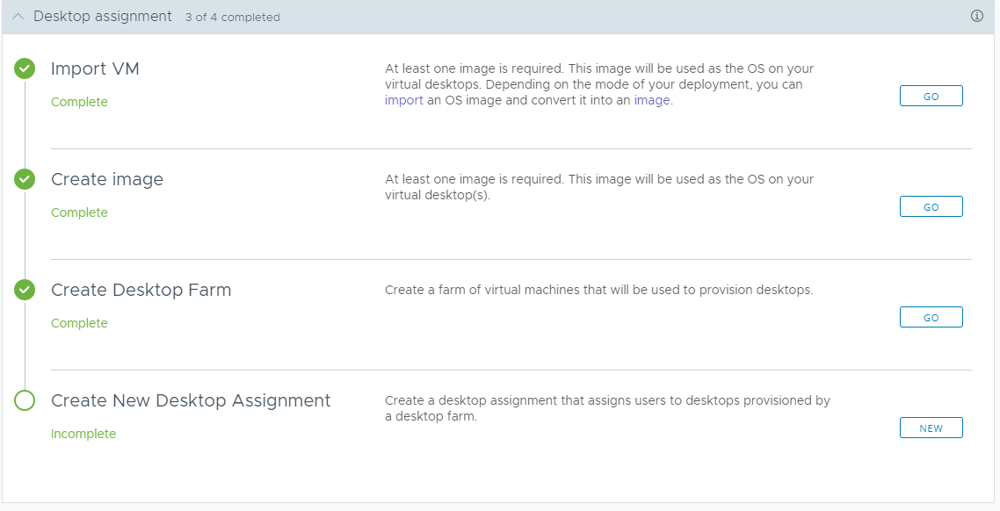 Desktop assignment 3 of 4 completed
Import VM
Complete
At least one image is required. This image will be used as the OS on your
virtual desktops. Depending on the mode of your deployment, you can
import an OS image and convert it into an image.
GO
Create image
Complete
At least one image is required. This image will be used as the OS on your
virtual desktop(s).
GO
Create Desktop Farm
Complete
Create a farm of virtual machines that will be used to provision desktops.
GO
Create New Desktop Assignment
Incomplete
Create a desktop assignment that assigns users to desktops provisioned by
a desktop farm.
NEW